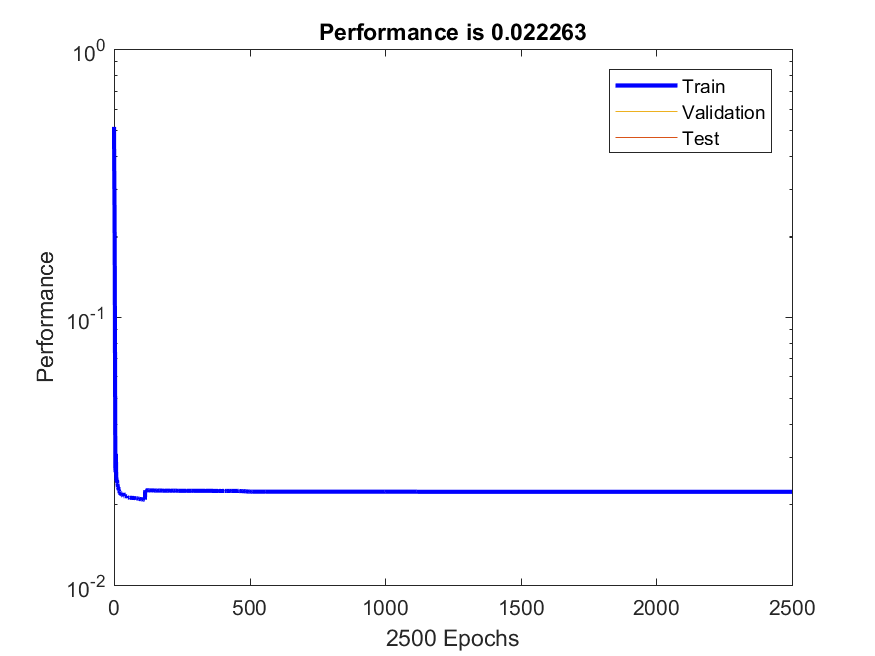 Performance is 0.022263
Train
Validation
Test
Performance
10^0
10^-1
10^-2
0
500
1000
1500
2000
2500
2500 Epochs